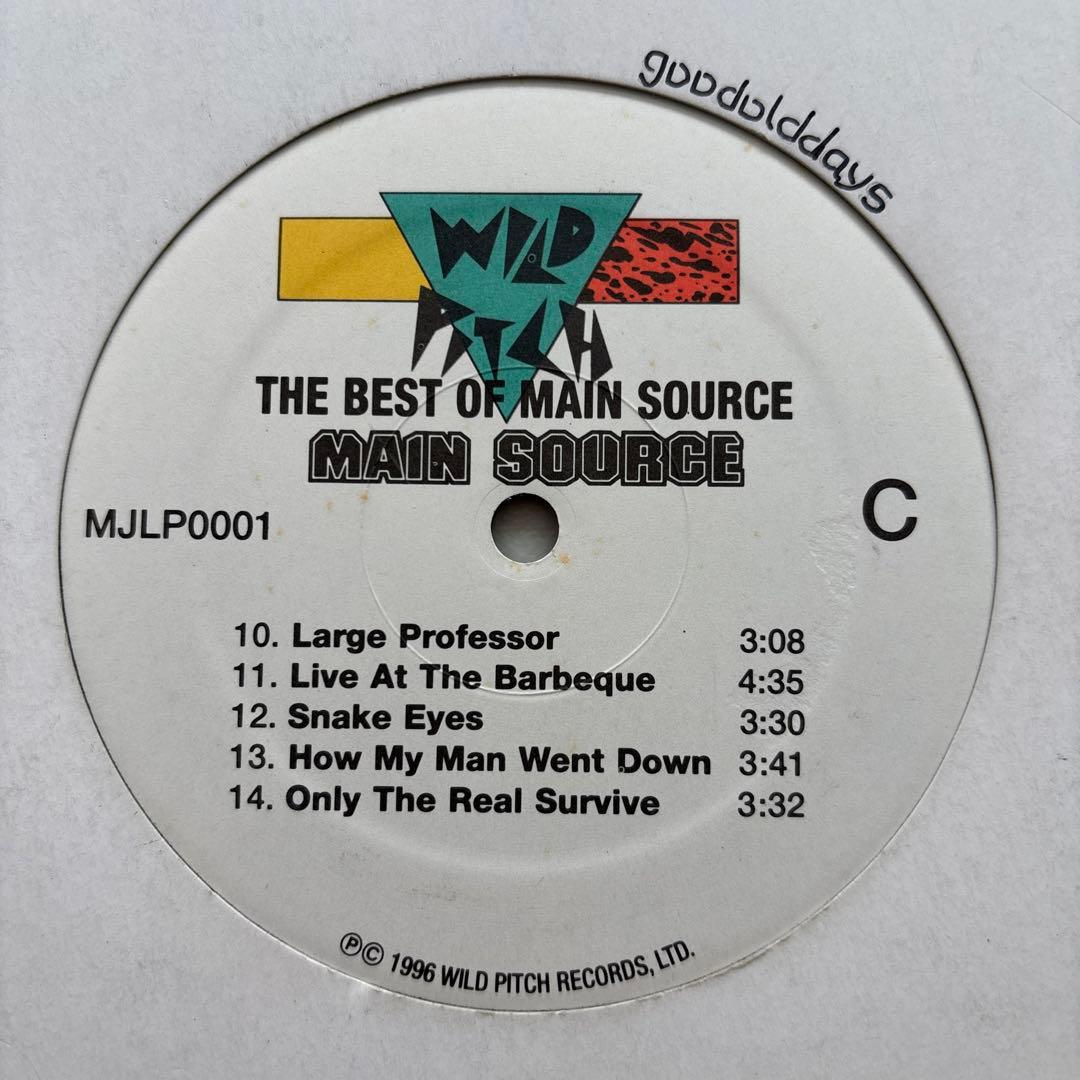 goodolddays
WILD
PITCH
THE BEST OF MAIN SOURCE
MAIN SOURCE
MJLP0001
C
10. Large Professor 3:08
11. Live At The Barbeque 4:35
12. Snake Eyes 3:30
13. How My Man Went Down 3:41
14. Only The Real Survive 3:32
℗© 1996 WILD PITCH RECORDS, LTD.